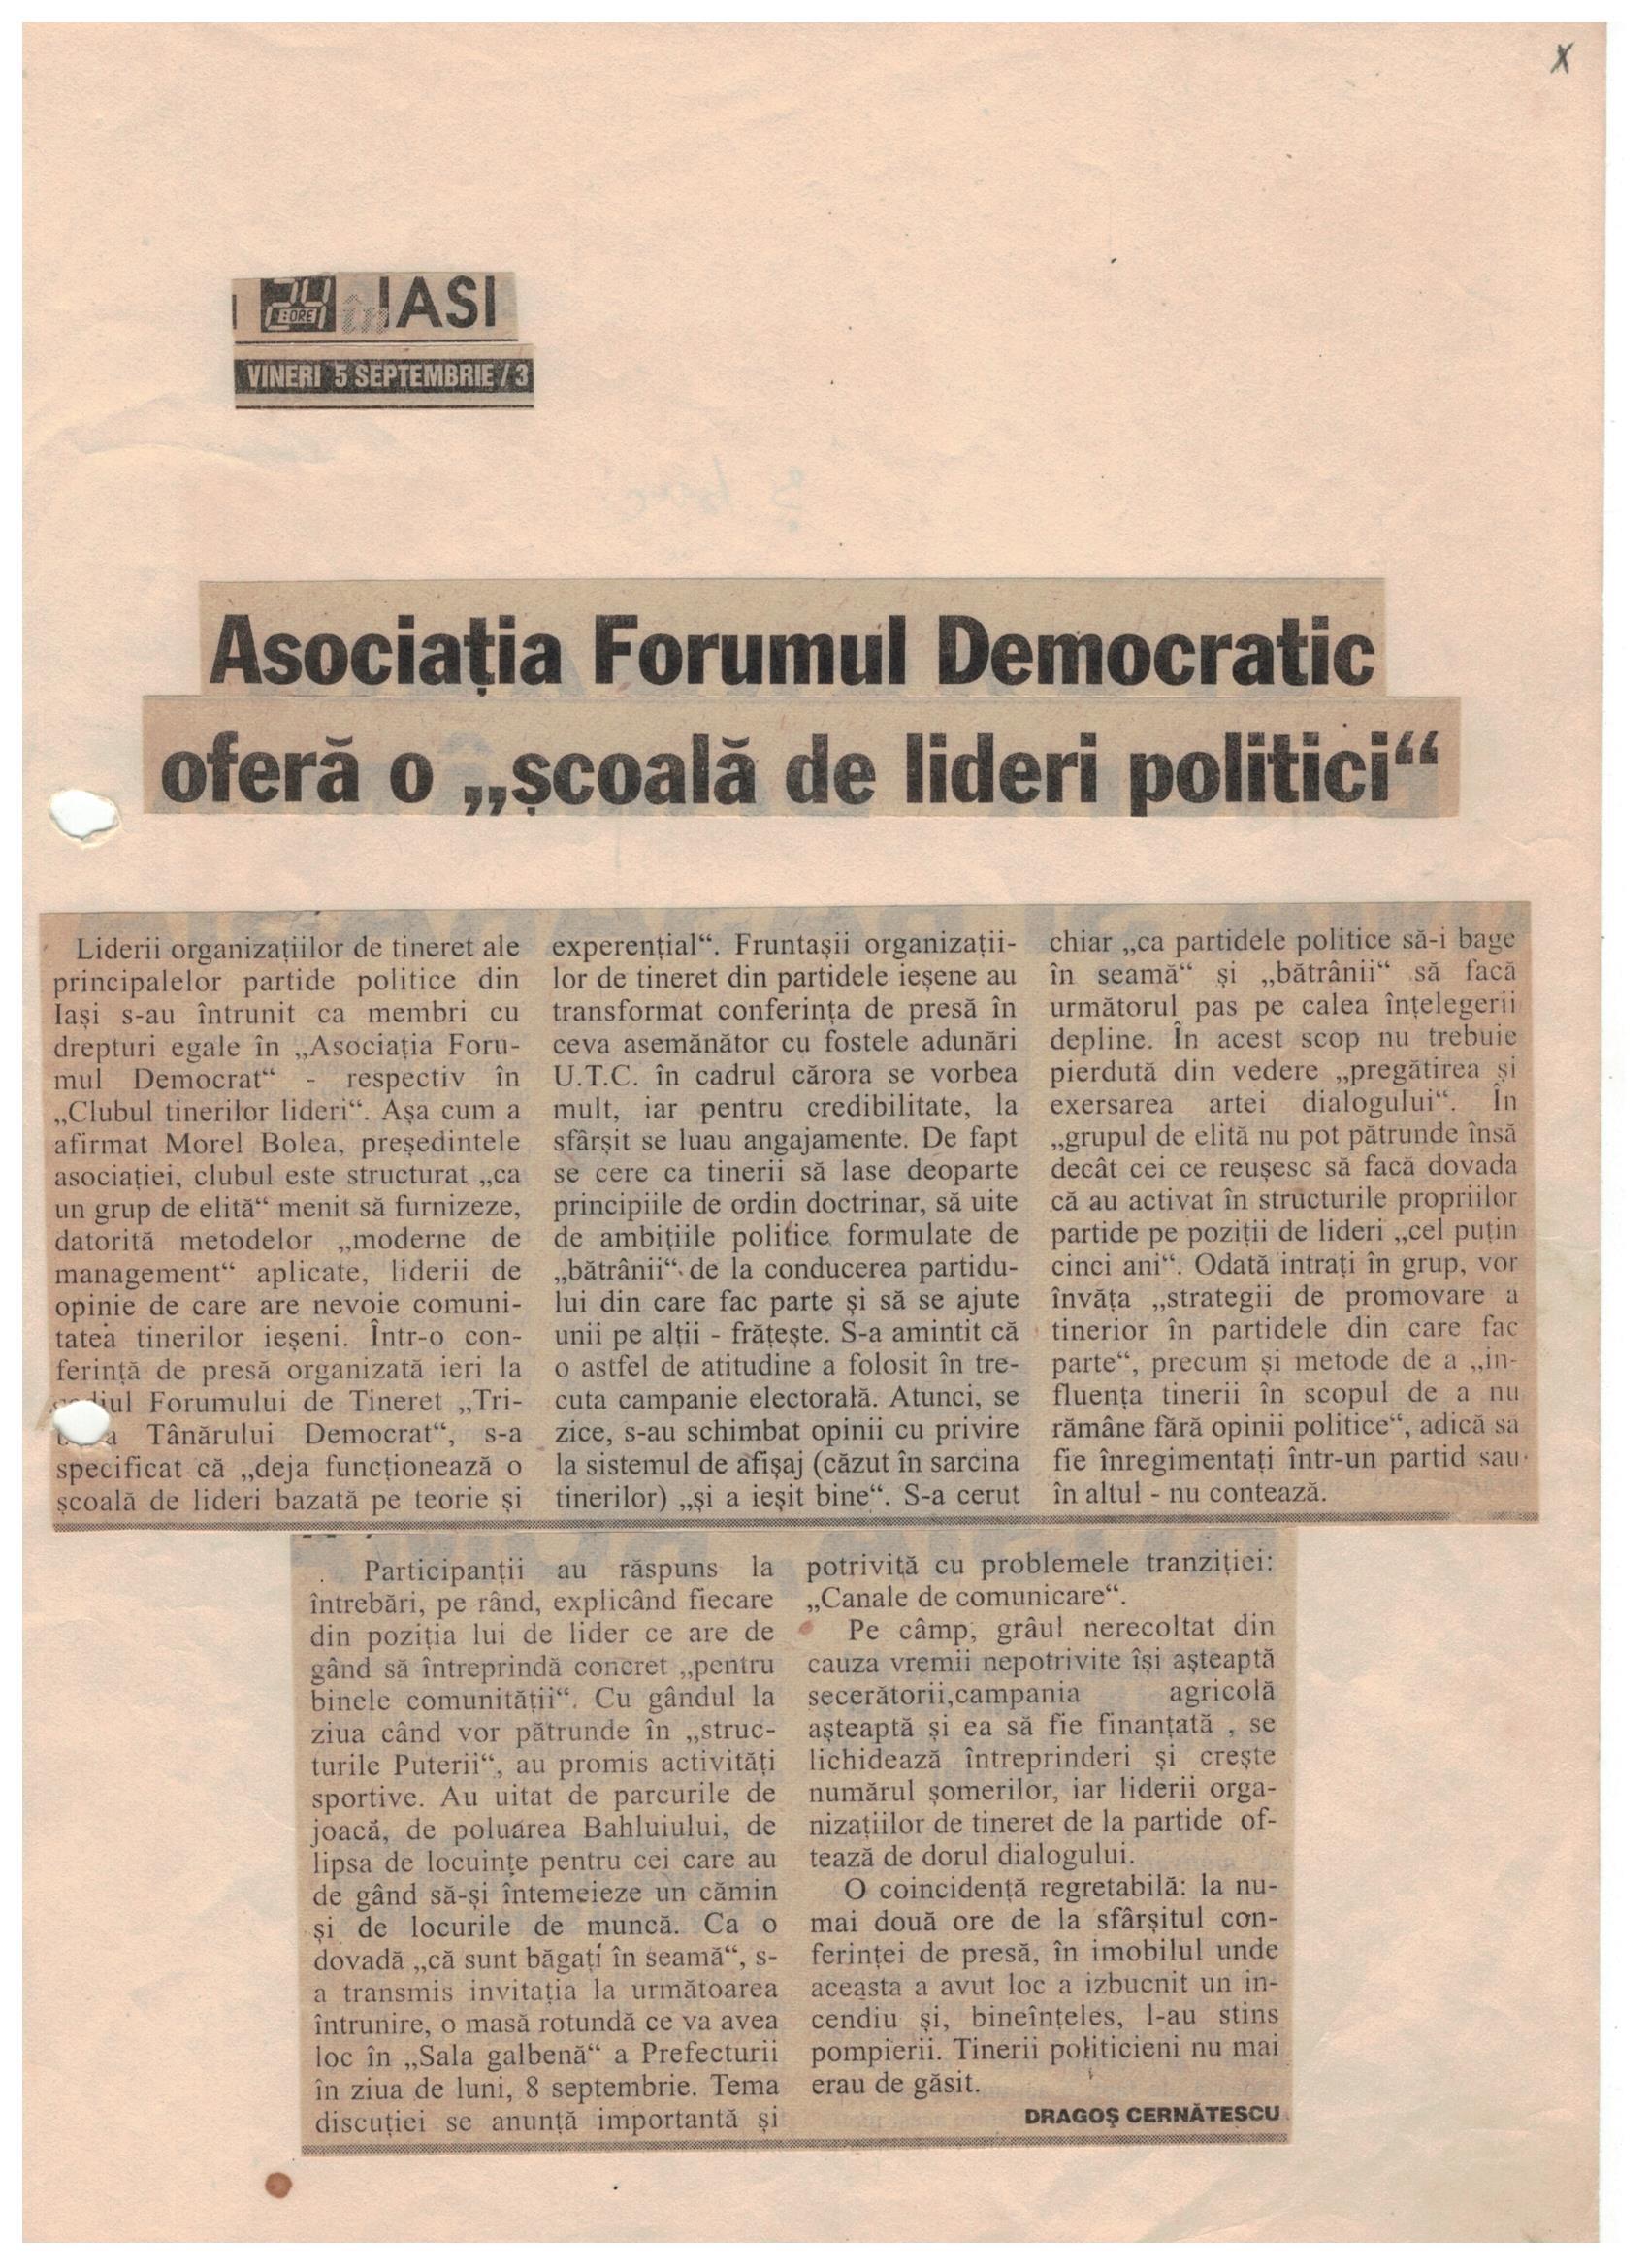 X
ORE IASI
VINERI 5 SEPTEMBRIE / 3
Asociația Forumul Democratic
oferă o „școală de lideri politici“
Liderii organizațiilor de tineret ale
principalelor partide politice din
Iași s-au întrunit ca membri cu
drepturi egale în „Asociația Foru-
mul Democrat“ - respectiv în
„Clubul tinerilor lideri“. Așa cum a
afirmat Morel Bolea, președintele
asociației, clubul este structurat „ca
un grup de elită“ menit să furnizeze,
datorită metodelor „moderne de
management“ aplicate, liderii de
opinie de care are nevoie comuni-
tatea tinerilor ieșeni. Într-o con-
ferință de presă organizată ieri la
Forumului de Tineret „Tri-
Tânărului Democrat“, s-a
specificat că „deja funcționează o
școală de lideri bazată pe teorie și
experențial“. Fruntașii organizații-
lor de tineret din partidele ieșene au
transformat conferința de presă în
ceva asemănător cu fostele adunări
U.T.C. în cadrul cărora se vorbea
mult, iar pentru credibilitate, la
sfârșit se luau angajamente. De fapt
se cere ca tinerii să lase deoparte
principiile de ordin doctrinar, să uite
de ambițiile politice formulate de
„bătrânii“ de la conducerea partidu-
lui din care fac parte și să se ajute
unii pe alții - frățește. S-a amintit că
o astfel de atitudine a folosit în tre-
cuta campanie electorală. Atunci, se
zice, s-au schimbat opinii cu privire
la sistemul de afișaj (căzut în sarcina
tinerilor) „și a ieșit bine“. S-a cerut
chiar „ca partidele politice să-i bage
în seamă“ și „bătrânii“ să facă
următorul pas pe calea înțelegerii
depline. În acest scop nu trebuie
pierdută din vedere „pregătirea și
exersarea artei dialogului“. În
„grupul de elită nu pot pătrunde însă
decât cei ce reușesc să facă dovada
că au activat în structurile propriilor
partide pe poziții de lideri „cel puțin
cinci ani“. Odată intrați în grup, vor
învăța „strategii de promovare a
tinerior în partidele din care fac
parte“, precum și metode de a „in-
fluența tinerii în scopul de a nu
rămâne fără opinii politice“, adică să
fie înregimentați într-un partid sau
în altul - nu contează.
Participanții au răspuns la
întrebări, pe rând, explicând fiecare
din poziția lui de lider ce are de
gând să întreprindă concret „pentru
binele comunității“. Cu gândul la
ziua când vor pătrunde în „struc-
turile Puterii“, au promis activități
sportive. Au uitat de parcurile de
joacă, de poluarea Bahluiului, de
lipsa de locuințe pentru cei care au
de gând să-și întemeieze un cămin
și de locurile de muncă. Ca o
dovadă „că sunt băgați în seamă“, s-
a transmis invitația la următoarea
întrunire, o masă rotundă ce va avea
loc în „Sala galbenă“ a Prefecturii
în ziua de luni, 8 septembrie. Tema
discuției se anunță importantă și
potrivită cu problemele tranziției:
„Canale de comunicare“.
Pe câmp, grâul nerecoltat din
cauza vremii nepotrivite își așteaptă
secerătorii,campania agricolă
așteaptă și ea să fie finanțată , se
lichidează întreprinderi și crește
numărul șomerilor, iar liderii orga-
nizațiilor de tineret de la partide of-
tează de dorul dialogului.
O coincidență regretabilă: la nu-
mai două ore de la sfârșitul con-
ferinței de presă, în imobilul unde
aceasta a avut loc a izbucnit un in-
cendiu și, bineînțeles, l-au stins
pompierii. Tinerii politicieni nu mai
erau de găsit.
DRAGOȘ CERNĂTESCU